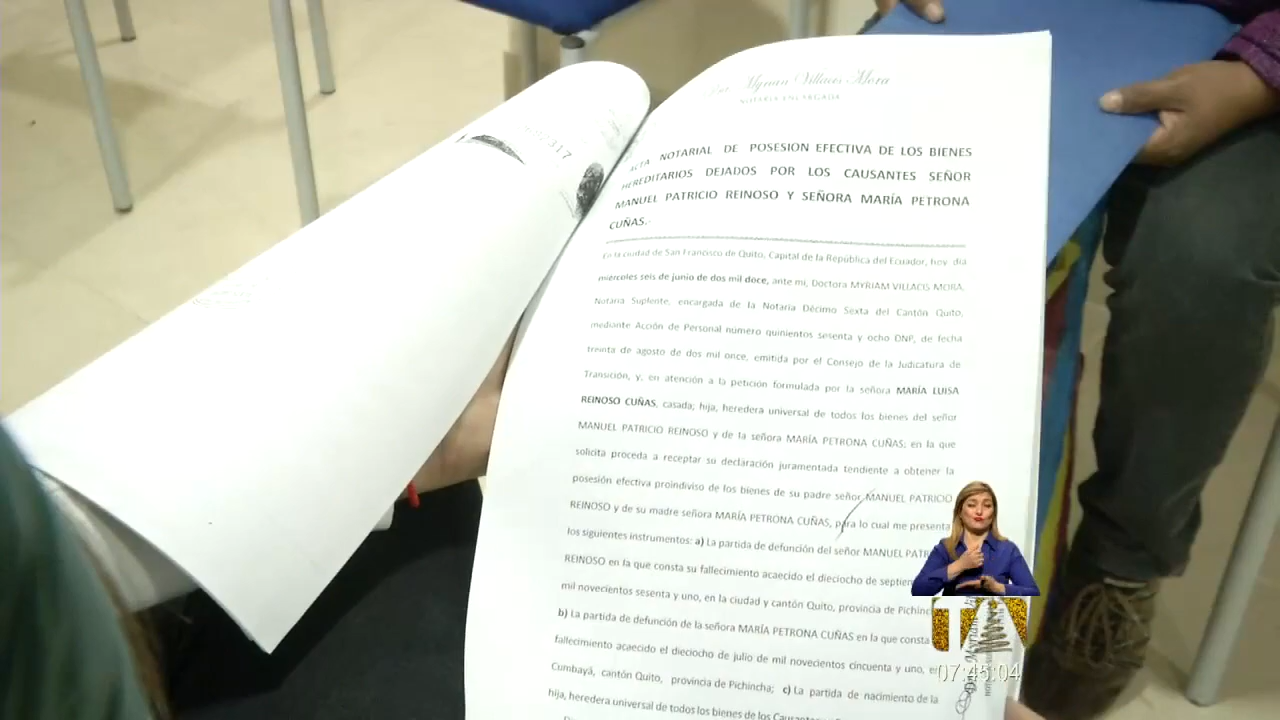 Dra. Myriam Villacis Mora
NOTARIA ENCARGADA
ACTA NOTARIAL DE POSESION EFECTIVA DE LOS BIENES
HEREDITARIOS DEJADOS POR LOS CAUSANTES SEÑOR
MANUEL PATRICIO REINOSO Y SEÑORA MARÍA PETRONA
CUÑAS.-
En la ciudad de San Francisco de Quito, Capital de la República del Ecuador, hoy día
miercoles seis de junio de dos mil doce, ante mi, Doctora MYRIAM VILLACIS MORA,
Notaria Suplente, encargada de la Notaria Décimo Sexta del Cantón Quito,
mediante Acción de Personal número quinientos sesenta y ocho DNP, de fecha
treinta de agosto de dos mil once, emitida por el Consejo de la Judicatura de
Transición, y, en atención a la petición formulada por la señora MARÍA LUISA
REINOSO CUÑAS, casada; hija, heredera universal de todos los bienes del señor
MANUEL PATRICIO REINOSO y de la señora MARÍA PETRONA CUÑAS: en la que
solicita proceda a receptar su declaración juramentada tendiente a obtener la
posesión efectiva proindiviso de los bienes de su padre señor MANUEL PATRICIO
REINOSO y de su madre señora MARÍA PETRONA CUÑAS, para lo cual me presenta
los siguientes instrumentos: a) La partida de defunción del señor MANUEL PATR
REINOSO en la que consta su fallecimiento acaecido el dieciocho de septie
mil novecientos sesenta y uno, en la ciudad y cantón Quito, provincia de Pichinc
b) La partida de defunción de la señora MARÍA PETRONA CUÑAS en la que consta
fallecimiento acaecido el dieciocho de julio de mil novecientos cincuenta y uno, e
Cumbayá, cantón Quito, provincia de Pichincha; c) La partida de nacimiento de la
hija, heredera universal de todos los bienes de los
07:45:04